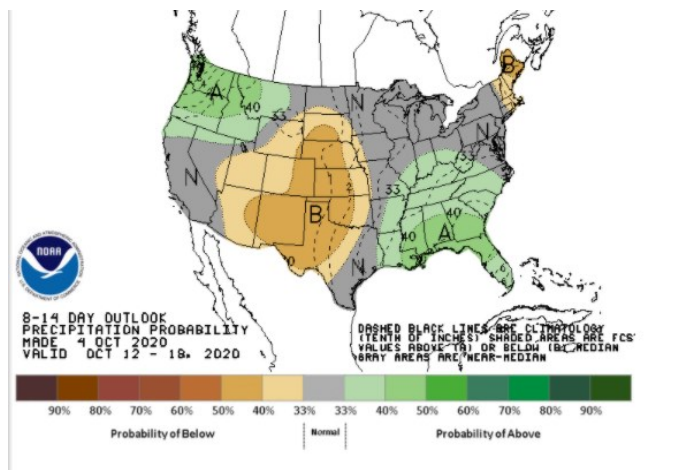 B
A
40
33
N
N
33
N
33
B
40
40
A
N
NOAA
8-14 DAY OUTLOOK
PRECIPITATION PROBABILITY
MADE 4 OCT 2020
VALID OCT 12 - 18, 2020
DASHED BLACK LINES ARE CLIMATOLOGY
(TENTH OF INCHES) SHADED AREAS ARE FCST
VALUES ABOVE (A) OR BELOW (B) MEDIAN
GRAY AREAS ARE NEAR-MEDIAN
90% 80% 70% 60% 50% 40% 33% 33% 40% 50% 60% 70% 80% 90%
Probability of Below Normal Probability of Above